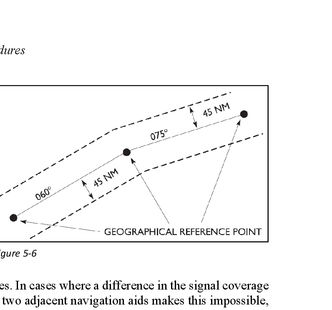 dures
45 NM
075°
45 NM
060°
GEOGRAPHICAL REFERENCE POINT
igure 5-6
es. In cases where a difference in the signal coverage
two adjacent navigation aids makes this impossible,